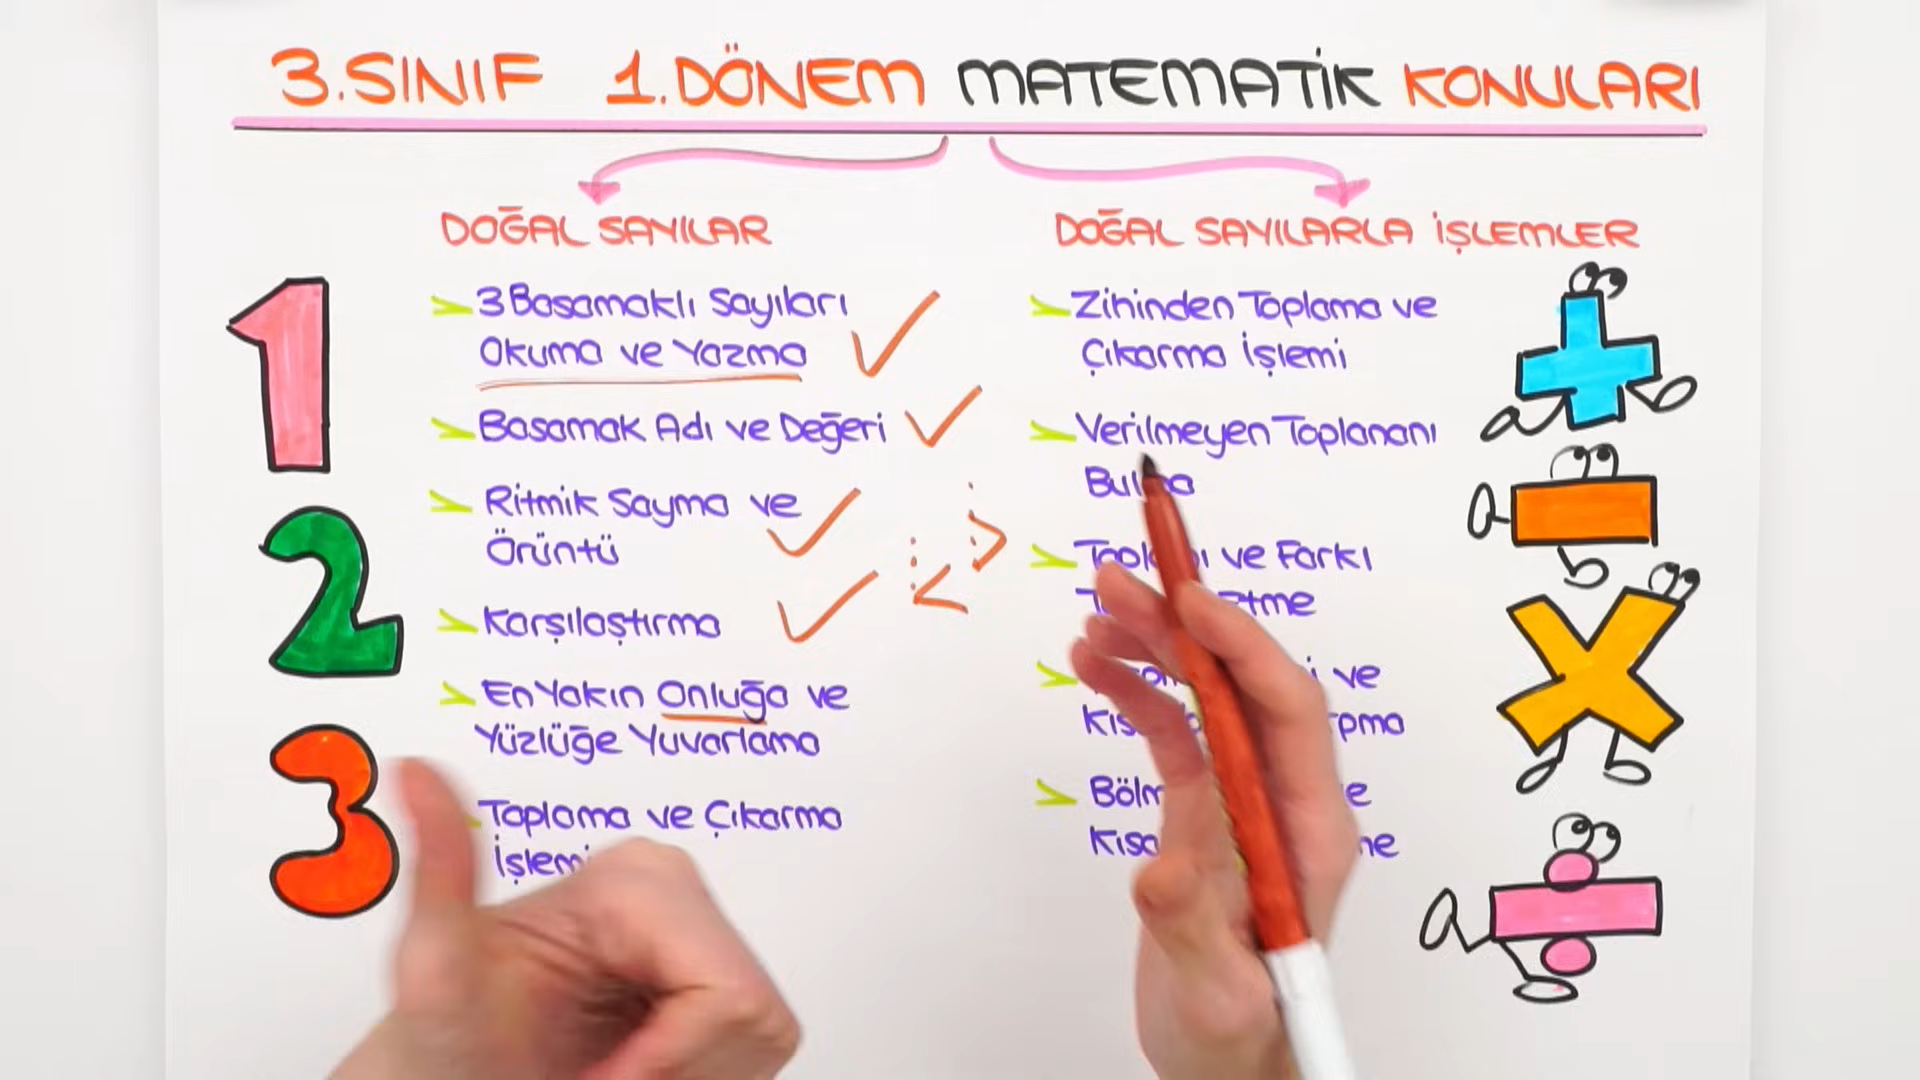 3.SINIF 1.DÖNEM MATEMATİK KONULARI
DOĞAL SAYILAR
3 Basamaklı Sayıları
Okuma ve Yazma
Basamak Adı ve Değeri
Ritmik Sayma ve
Örüntü
Karşılaştırma
En Yakın Onluğa ve
Yüzlüğe Yuvarlama
Toplama ve Çıkarma
İşlemi
DOĞAL SAYILARLA İŞLEMLER
Zihinden Toplama ve
Çıkarma İşlemi
Verilmeyen Toplananı
Bulma
ve Farkı
ve
1
2
3